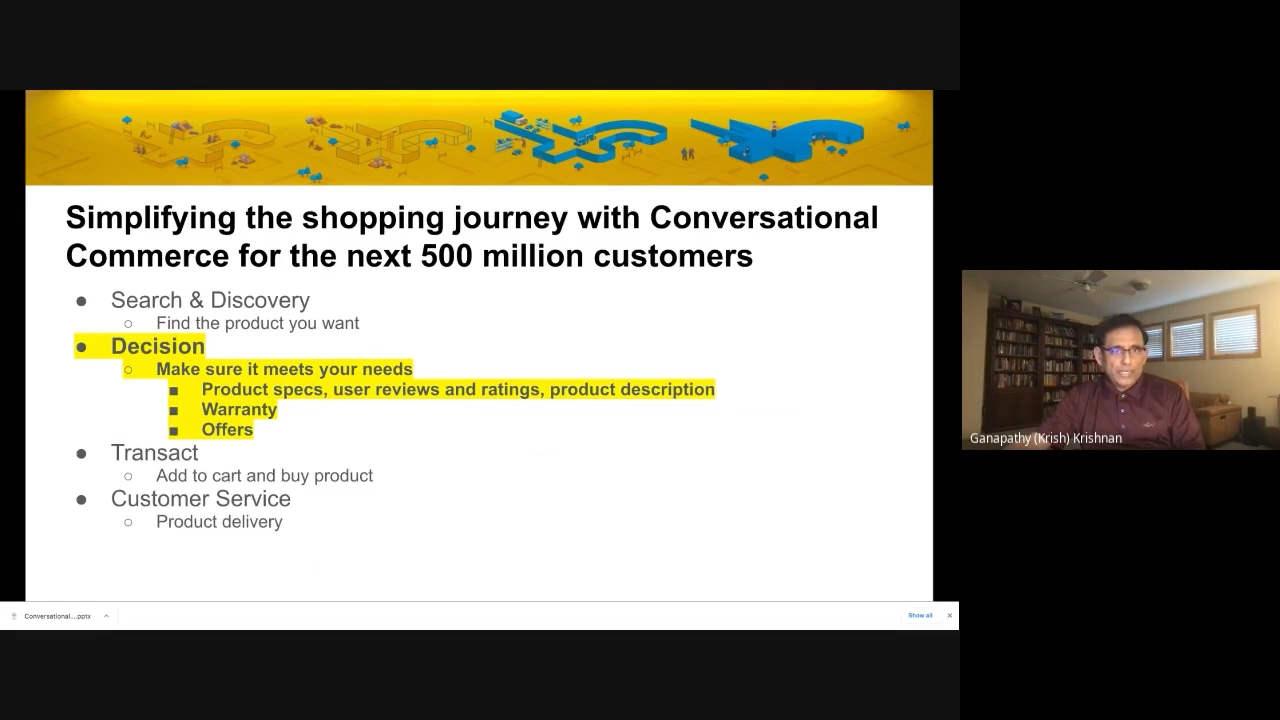 Simplifying the shopping journey with Conversational
Commerce for the next 500 million customers
● Search & Discovery
○ Find the product you want
● Decision
○ Make sure it meets your needs
■ Product specs, user reviews and ratings, product description
■ Warranty
■ Offers
● Transact
○ Add to cart and buy product
● Customer Service
○ Product delivery
Ganapathy (Krish) Krishnan
Conversational....pptx
Show all